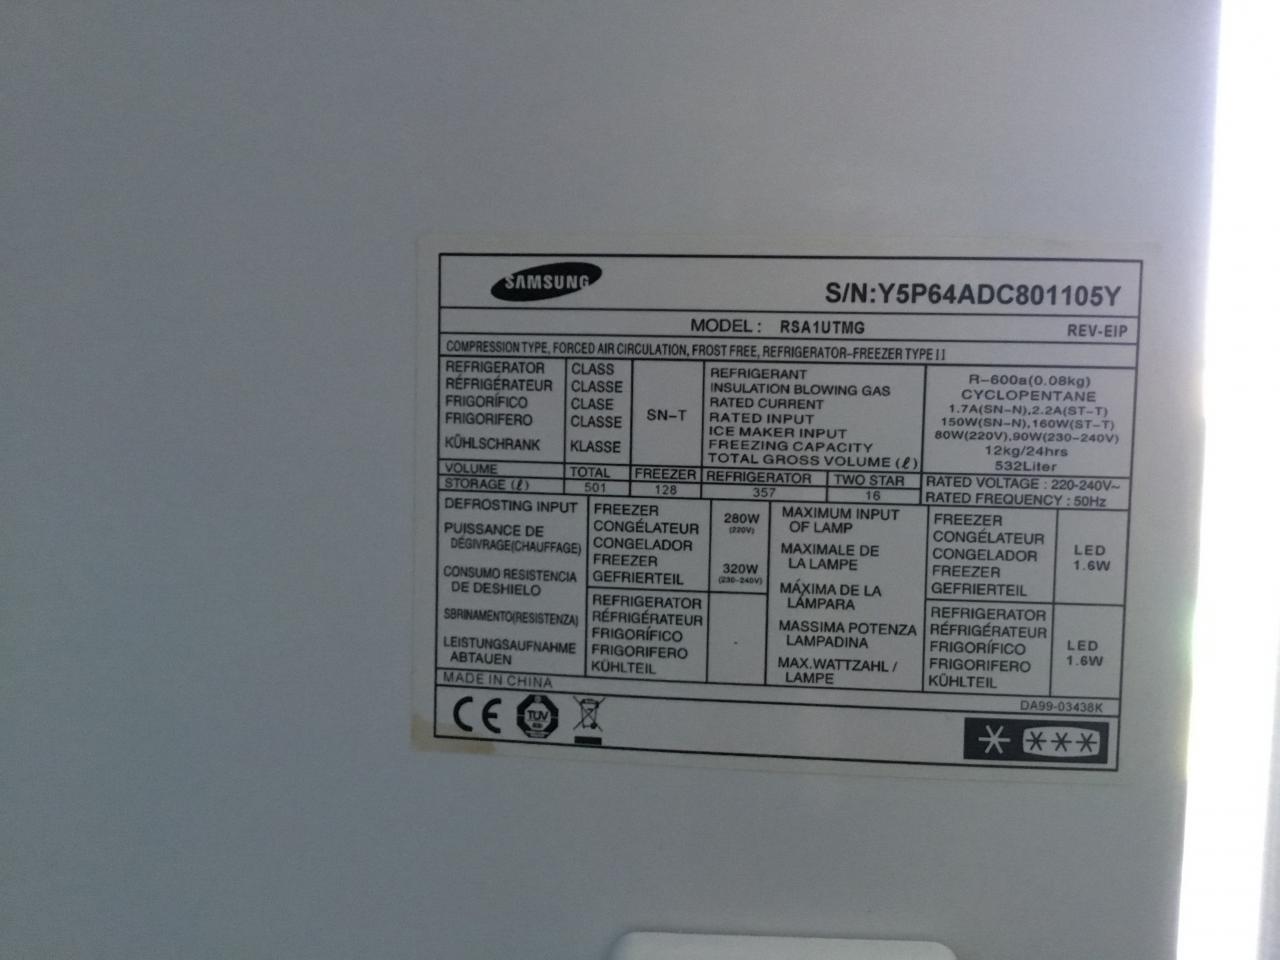 SAMSUNG
S/N:Y5P64ADC801105Y
MODEL : RSA1UTMG
REV-EIP
COMPRESSION TYPE, FORCED AIR CIRCULATION, FROST FREE, REFRIGERATOR-FREEZER TYPE II
REFRIGERATOR
RÉFRIGÉRATEUR
FRIGORÍFICO
FRIGORIFERO
KÜHLSCHRANK
CLASS
CLASSE
CLASE
CLASSE
KLASSE
SN-T
REFRIGERANT
INSULATION BLOWING GAS
RATED CURRENT
RATED INPUT
ICE MAKER INPUT
FREEZING CAPACITY
TOTAL GROSS VOLUME (ℓ)
R-600a(0.08kg)
CYCLOPENTANE
1.7A(SN-N),2.2A(ST-T)
150W(SN-N),160W(ST-T)
80W(220V),90W(230-240V)
12kg/24hrs
532Liter
VOLUME TOTAL FREEZER REFRIGERATOR TWO STAR
STORAGE (ℓ) 501 128 357 16
RATED VOLTAGE : 220-240V~
RATED FREQUENCY : 50Hz
DEFROSTING INPUT
PUISSANCE DE
DÉGIVRAGE(CHAUFFAGE)
CONSUMO RESISTENCIA
DE DESHIELO
SBRINAMENTO(RESISTENZA)
LEISTUNGSAUFNAHME
ABTAUEN
FREEZER
CONGÉLATEUR
CONGELADOR
FREEZER
GEFRIERTEIL
280W
(220V)
320W
(230-240V)
REFRIGERATOR
RÉFRIGÉRATEUR
FRIGORÍFICO
FRIGORIFERO
KÜHLTEIL
-
MAXIMUM INPUT
OF LAMP
MAXIMALE DE
LA LAMPE
MÁXIMA DE LA
LÁMPARA
MASSIMA POTENZA
LAMPADINA
MAX.WATTZAHL /
LAMPE
FREEZER
CONGÉLATEUR
CONGELADOR
FREEZER
GEFRIERTEIL
LED
1.6W
REFRIGERATOR
RÉFRIGÉRATEUR
FRIGORÍFICO
FRIGORIFERO
KÜHLTEIL
LED
1.6W
MADE IN CHINA
DA99-03438K
CE
TUV